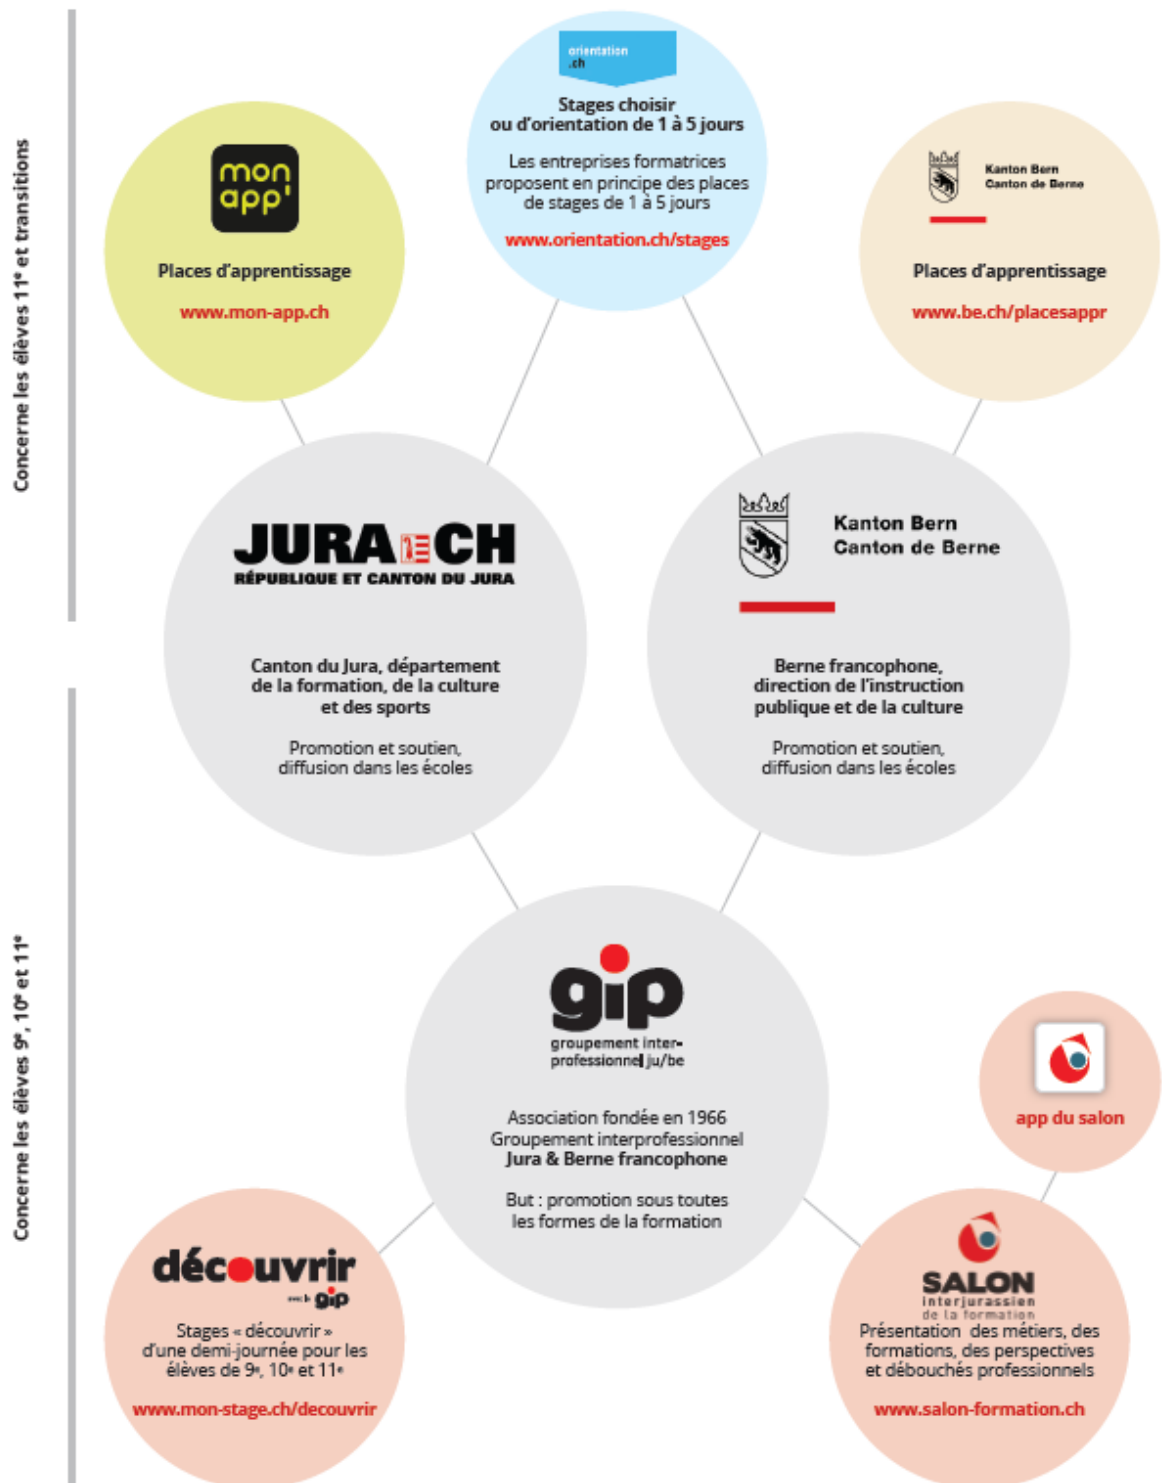 Concerne les élèves 11ᵉ et transitions
orientation
.ch
Stages choisir
ou d'orientation de 1 à 5 jours
Les entreprises formatrices
proposent en principe des places
de stages de 1 à 5 jours
www.orientation.ch/stages
mon
app'
Places d'apprentissage
www.mon-app.ch
Kanton Bern
Canton de Berne
Places d'apprentissage
www.be.ch/placesappr
JURA CH
RÉPUBLIQUE ET CANTON DU JURA
Canton du Jura, département
de la formation, de la culture
et des sports
Promotion et soutien,
diffusion dans les écoles
Kanton Bern
Canton de Berne
Berne francophone,
direction de l'instruction
publique et de la culture
Promotion et soutien,
diffusion dans les écoles
Concerne les élèves 9ᵉ, 10ᵉ et 11ᵉ
gip
groupement inter-
professionnel ju/be
Association fondée en 1966
Groupement interprofessionnel
Jura & Berne francophone
But : promotion sous toutes
les formes de la formation
app du salon
découvrir
avec le gip
Stages « découvrir »
d'une demi-journée pour les
élèves de 9ᵉ, 10ᵉ et 11ᵉ
www.mon-stage.ch/decouvrir
SALON
interjurassien
de la formation
Présentation des métiers, des
formations, des perspectives
et débouchés professionnels
www.salon-formation.ch